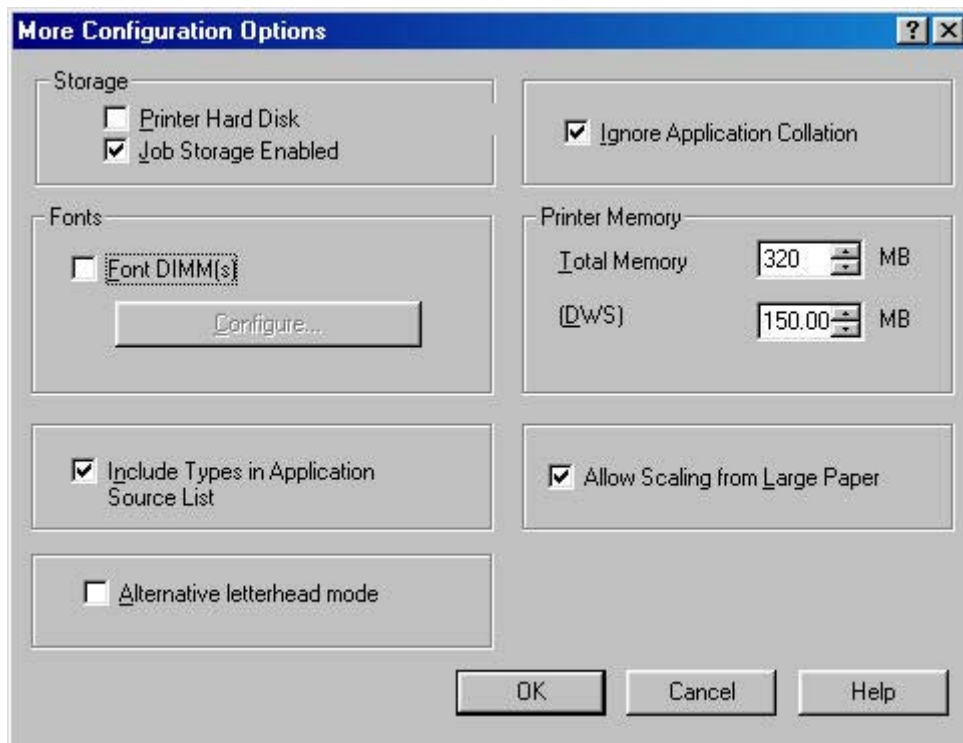 More Configuration Options
Storage
Printer Hard Disk
Job Storage Enabled
Ignore Application Collation
Fonts
Font DIMM(s)
Configure...
Printer Memory
Total Memory 320 MB
(DWS) 150.00 MB
Include Types in Application
Source List
Allow Scaling from Large Paper
Alternative letterhead mode
OK Cancel Help